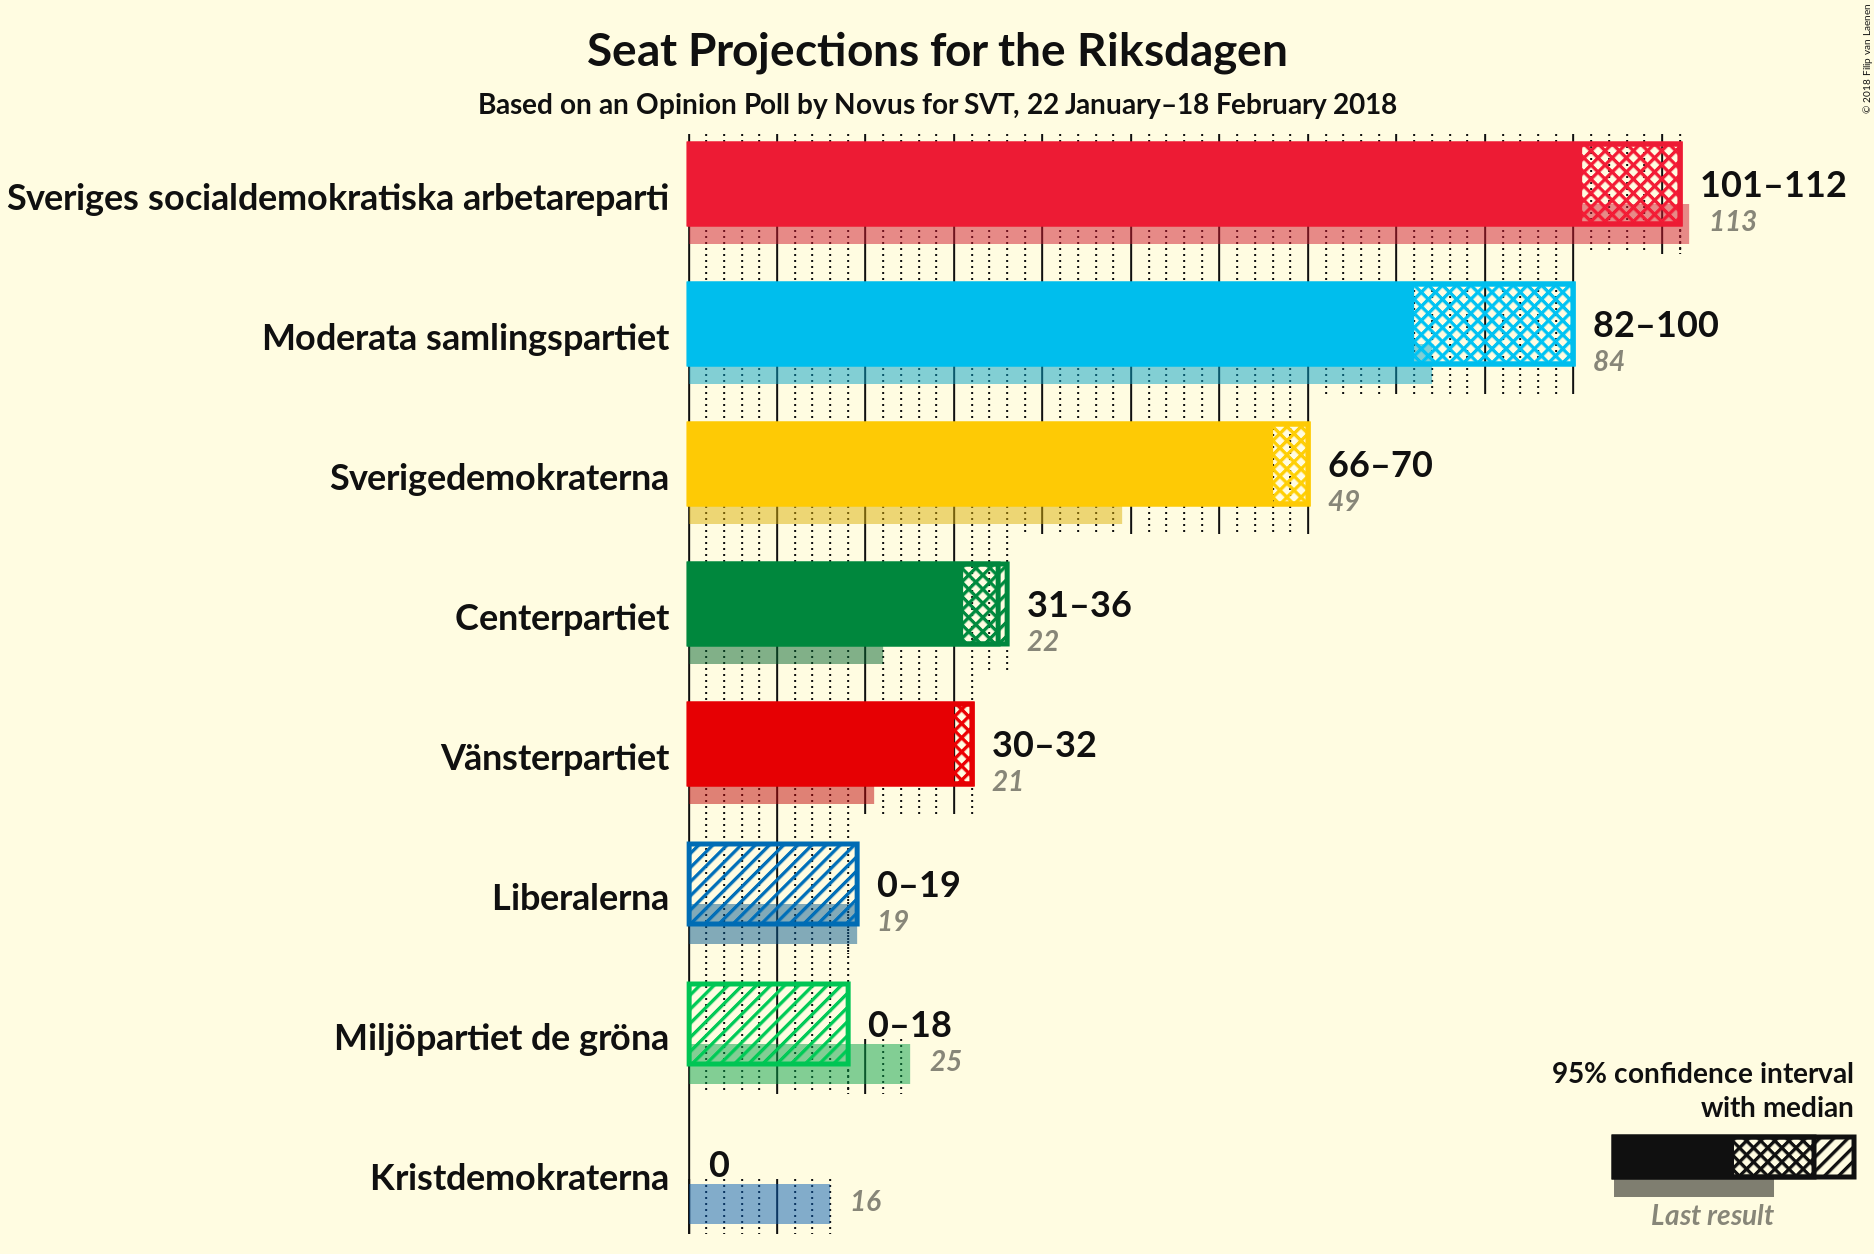 Seat Projections for the Riksdagen
Based on an Opinion Poll by Novus for SVT, 22 January–18 February 2018
© 2018 Filip van Laenen
Sveriges socialdemokratiska arbetareparti
101–112
113
Moderata samlingspartiet
82–100
84
Sverigedemokraterna
66–70
49
Centerpartiet
31–36
22
Vänsterpartiet
30–32
21
Liberalerna
0–19
19
Miljöpartiet de gröna
0–18
25
Kristdemokraterna
0
16
95% confidence interval
with median
Last result